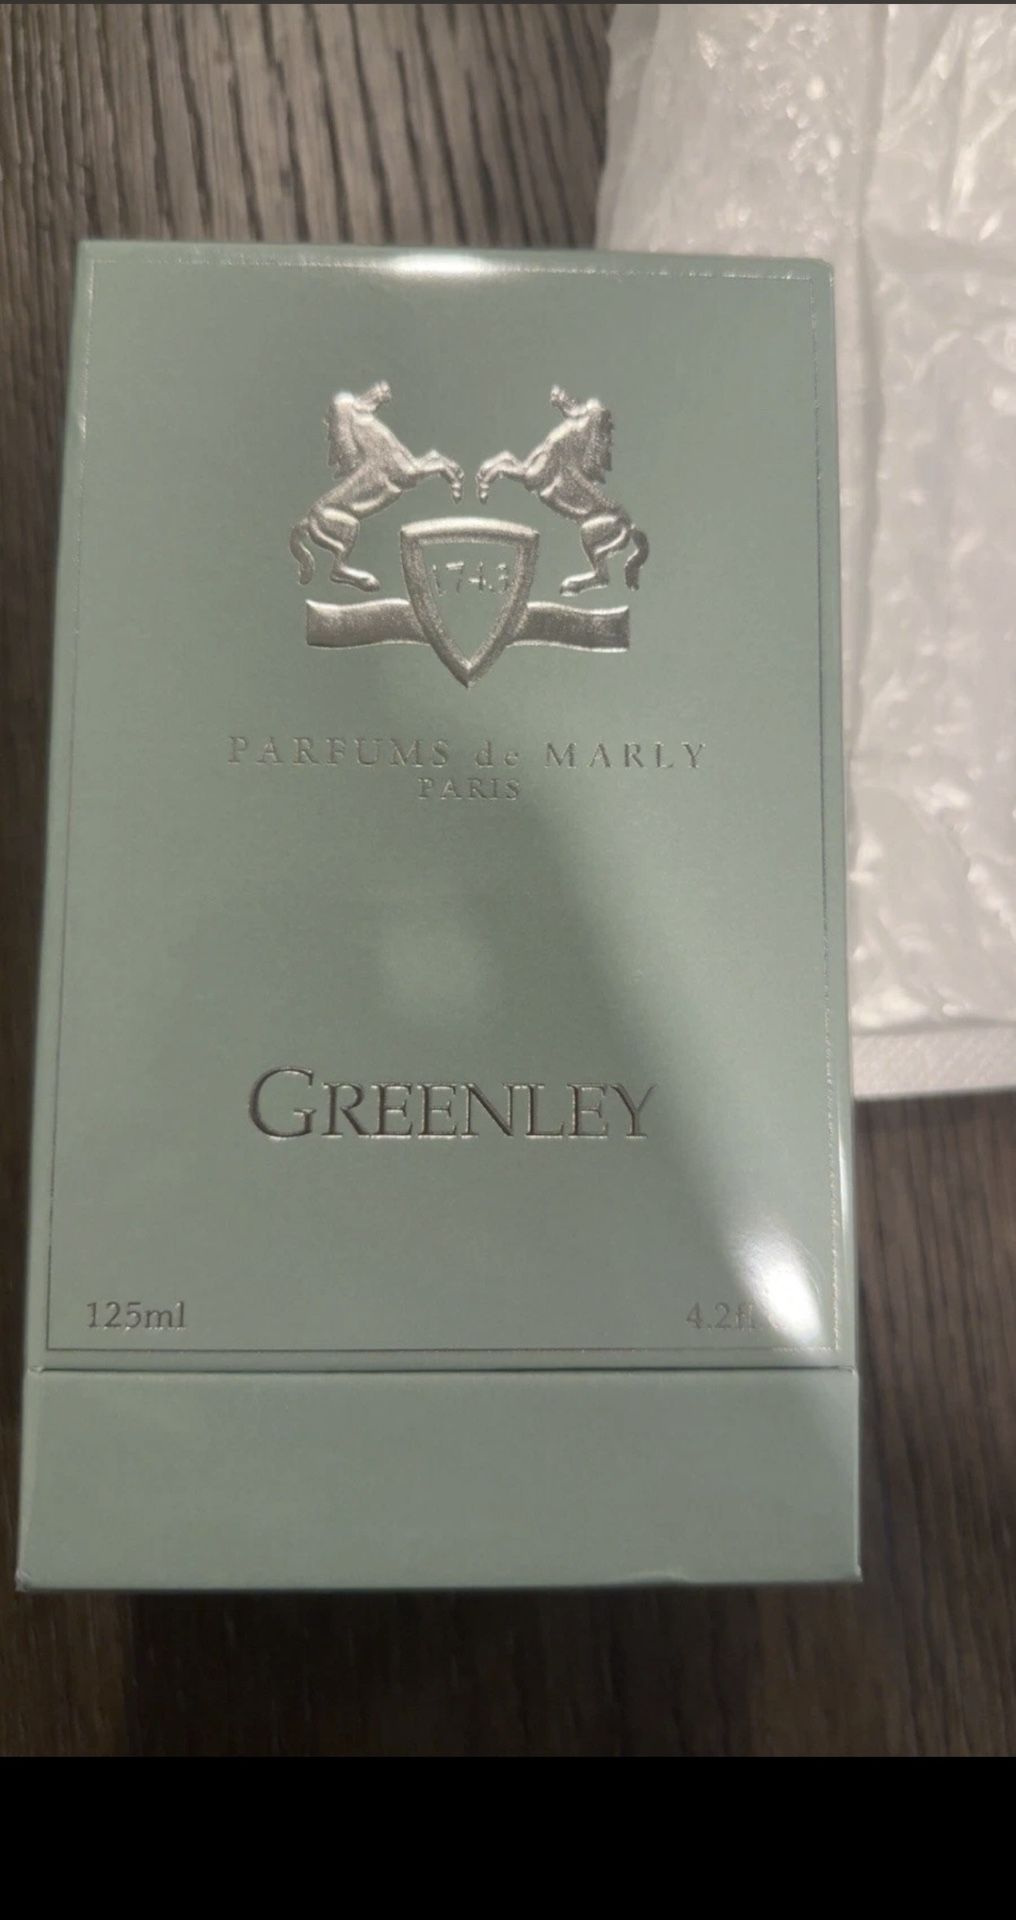 1743
PARFUMS de MARLY
PARIS
GREENLEY
125ml
4.2fl